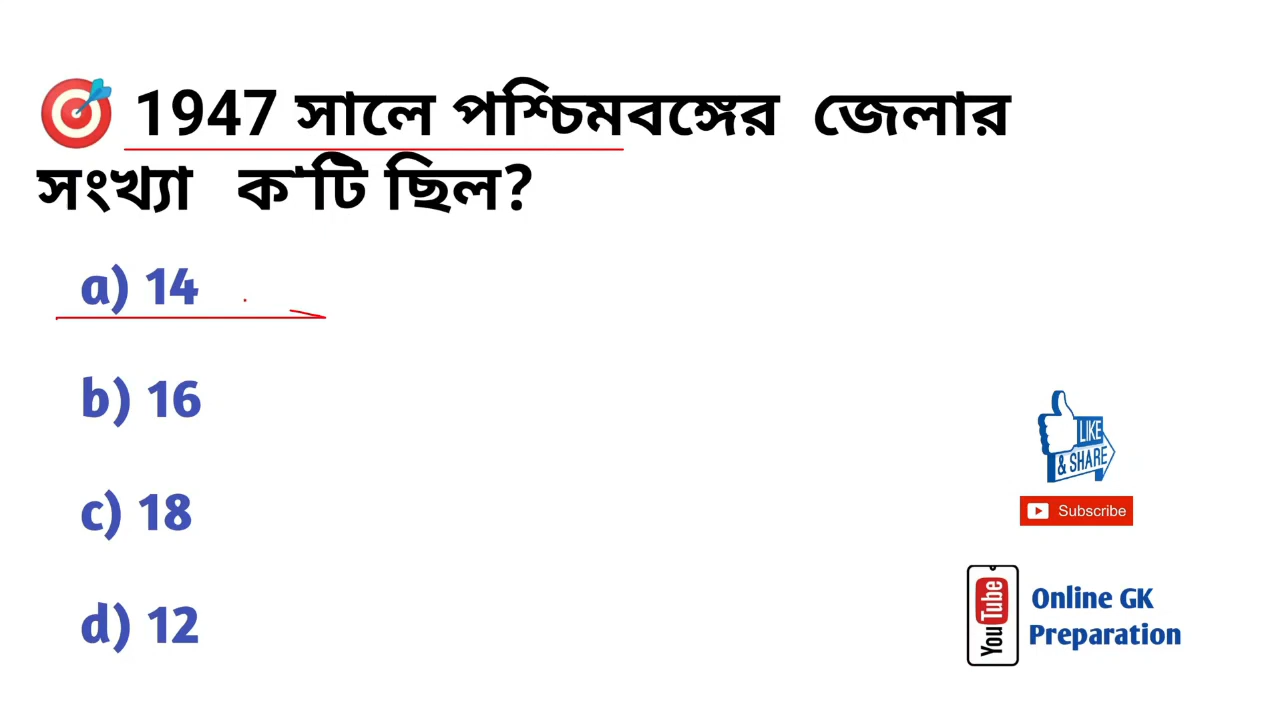 1947 সালে পশ্চিমবঙ্গের জেলার
সংখ্যা ক'টি ছিল?
a) 14
b) 16
c) 18
d) 12
LIKE
& SHARE
Subscribe
YouTube
Online GK
Preparation